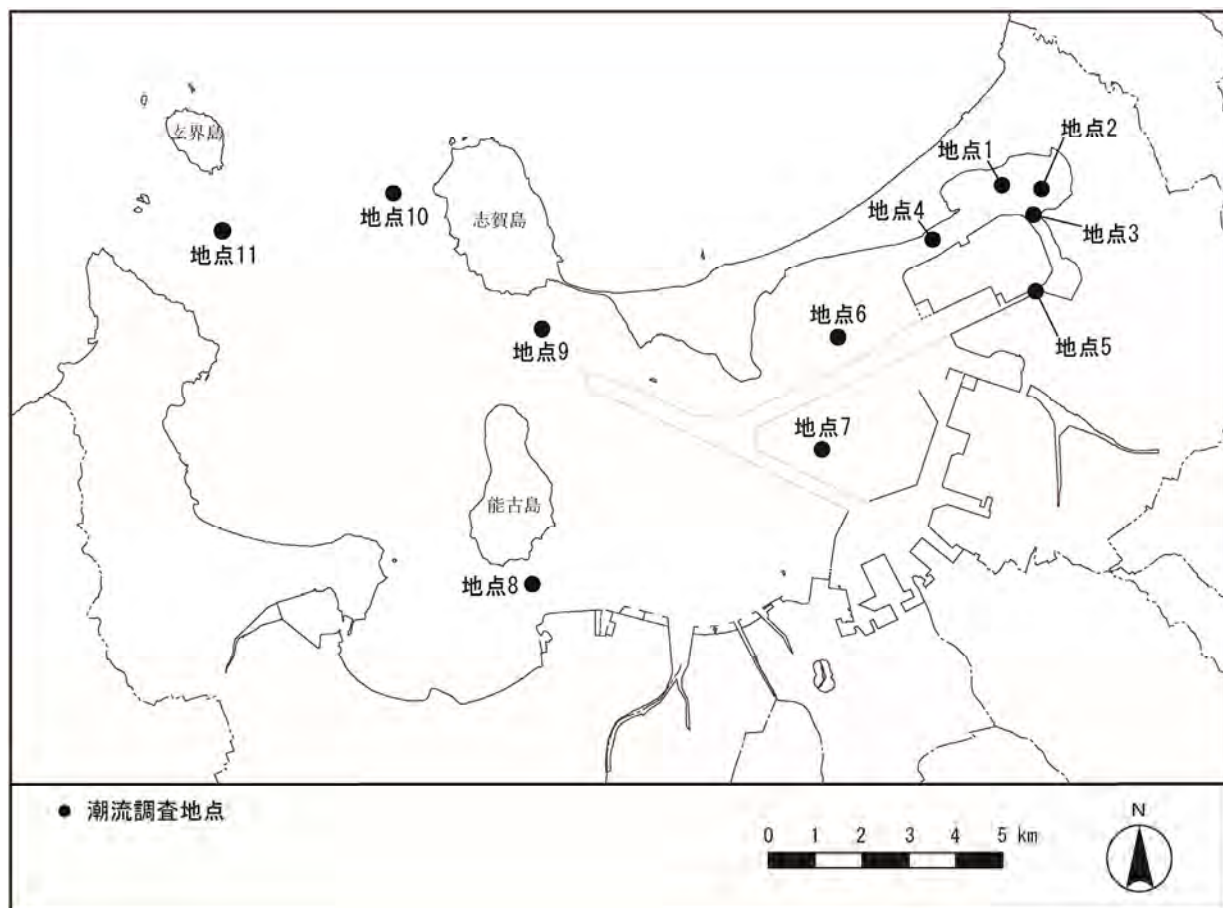 玄界島
志賀島
能古島
地点1
地点2
地点3
地点4
地点5
地点6
地点7
地点8
地点9
地点10
地点11
● 潮流調査地点
0 1 2 3 4 5 km
N